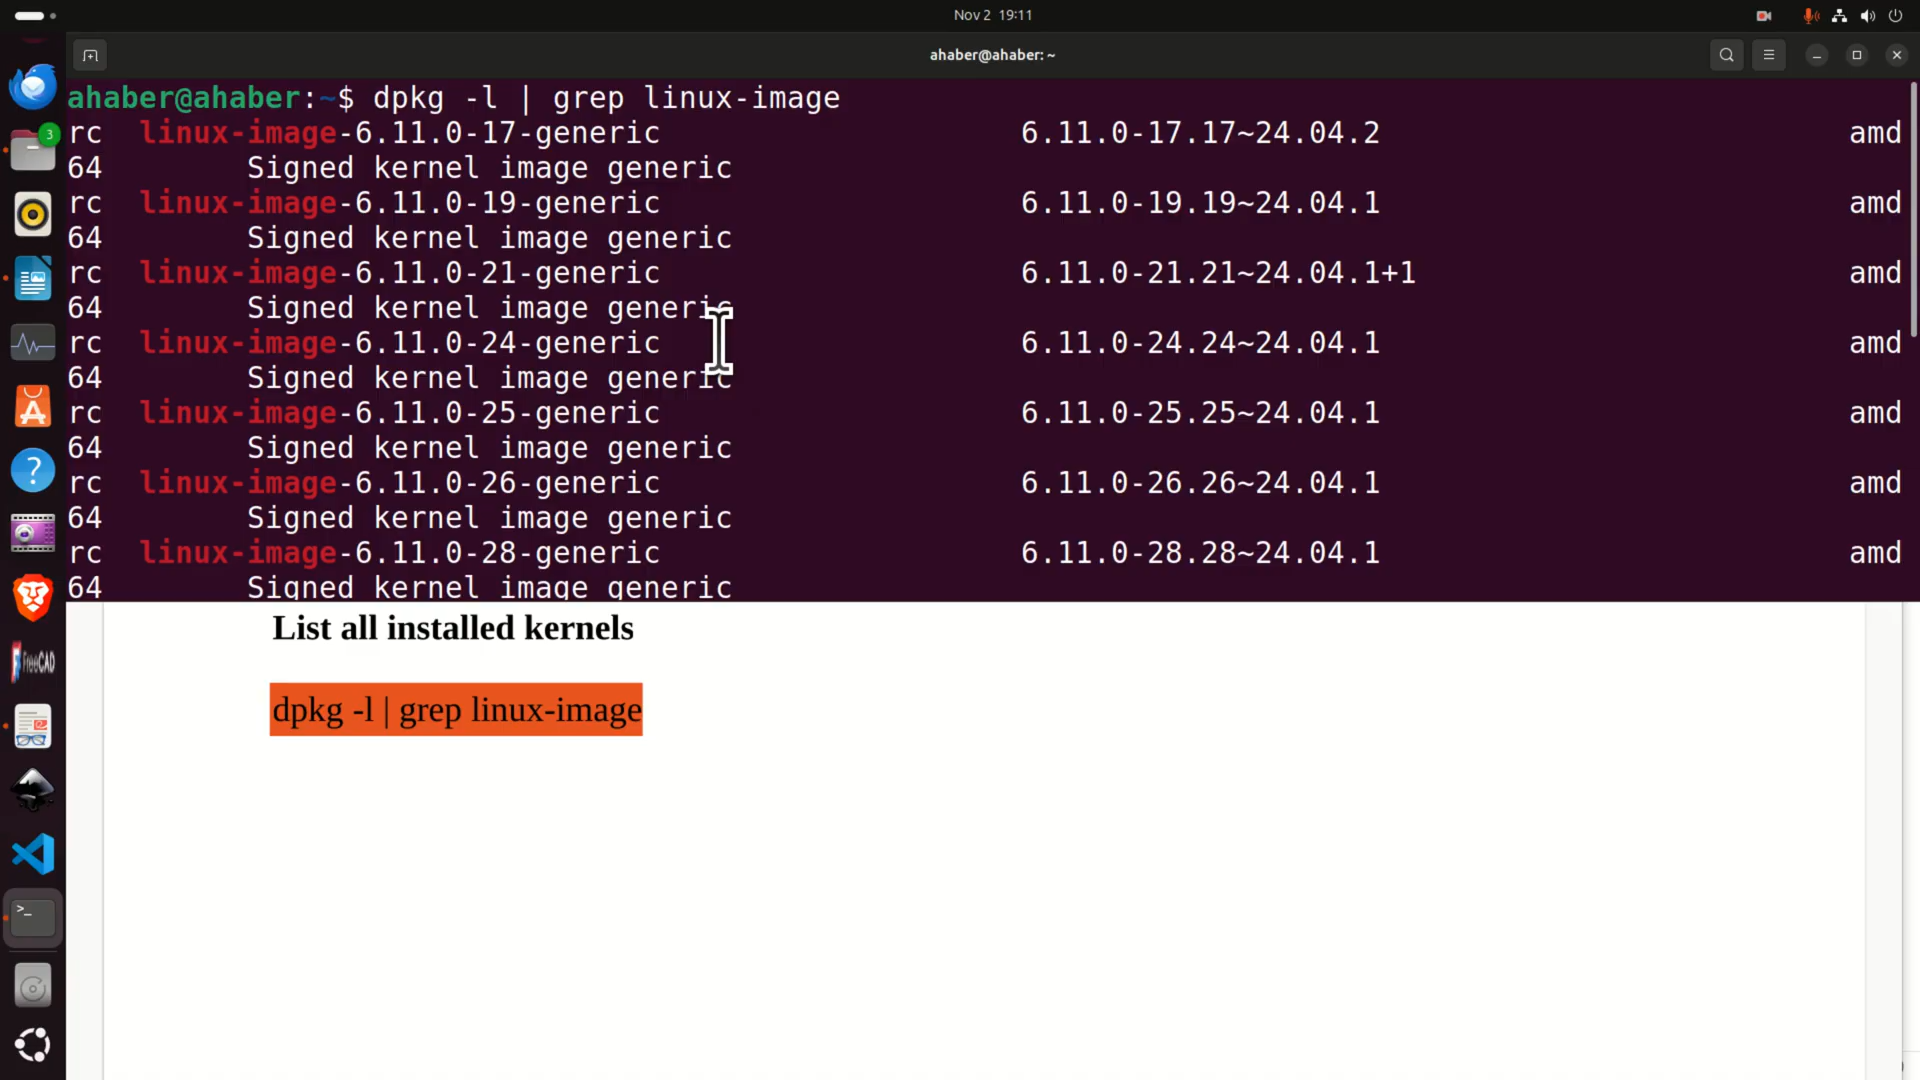 Nov 2 19:11
ahaber@ahaber: ~
ahaber@ahaber:~$ dpkg -l | grep linux-image
rc linux-image-6.11.0-17-generic 6.11.0-17.17~24.04.2 amd
64 Signed kernel image generic
rc linux-image-6.11.0-19-generic 6.11.0-19.19~24.04.1 amd
64 Signed kernel image generic
rc linux-image-6.11.0-21-generic 6.11.0-21.21~24.04.1+1 amd
64 Signed kernel image generic
rc linux-image-6.11.0-24-generic 6.11.0-24.24~24.04.1 amd
64 Signed kernel image generic
rc linux-image-6.11.0-25-generic 6.11.0-25.25~24.04.1 amd
64 Signed kernel image generic
rc linux-image-6.11.0-26-generic 6.11.0-26.26~24.04.1 amd
64 Signed kernel image generic
rc linux-image-6.11.0-28-generic 6.11.0-28.28~24.04.1 amd
64 Signed kernel image generic
List all installed kernels
dpkg -l | grep linux-image
3
?
FreeCAD
>_